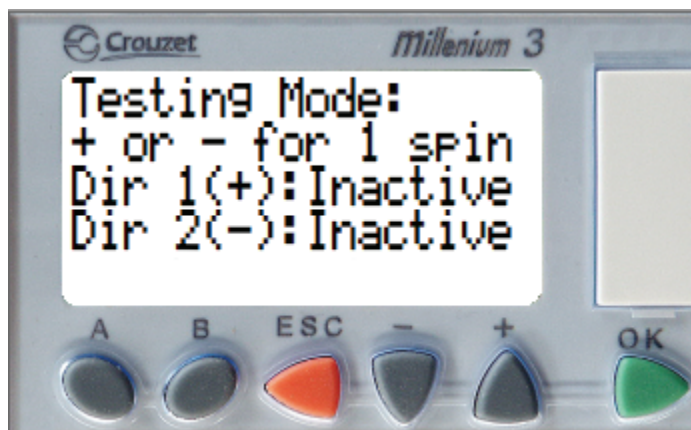 Crouzet
Millenium 3
Testing Mode:
+ or - for 1 spin
Dir 1(+):Inactive
Dir 2(-):Inactive
A B ESC - + OK